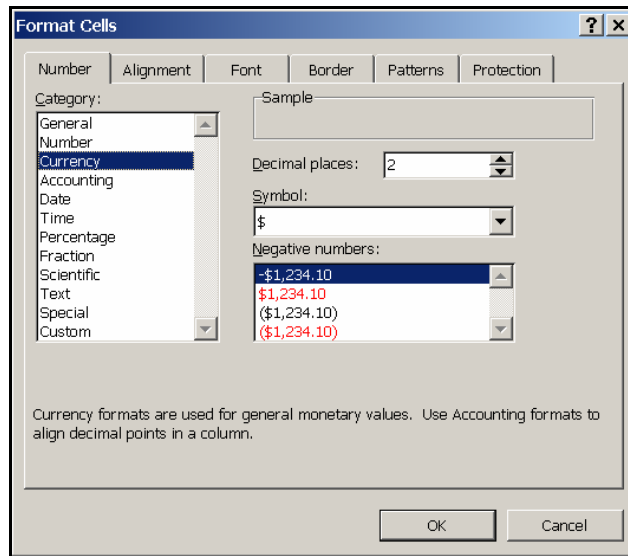 Format Cells
Number Alignment Font Border Patterns Protection
Category:
General
Number
Currency
Accounting
Date
Time
Percentage
Fraction
Scientific
Text
Special
Custom
Sample
Decimal places: 2
Symbol:
$
Negative numbers:
-$1,234.10
$1,234.10
($1,234.10)
($1,234.10)
Currency formats are used for general monetary values. Use Accounting formats to
align decimal points in a column.
OK Cancel